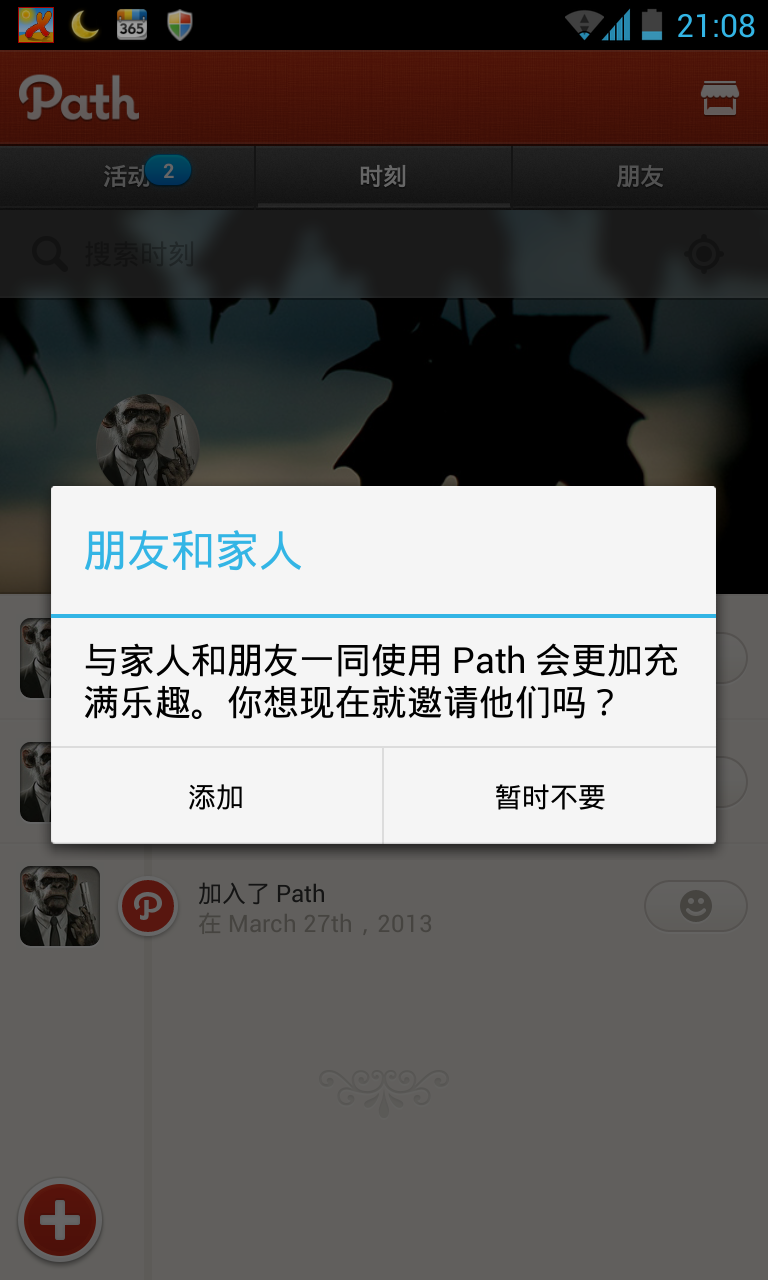 365
21:08
Path
活动 2
时刻
朋友
搜索时刻
朋友和家人
与家人和朋友一同使用 Path 会更加充
满乐趣。你想现在就邀请他们吗？
添加
暂时不要
加入了 Path
在 March 27th，2013